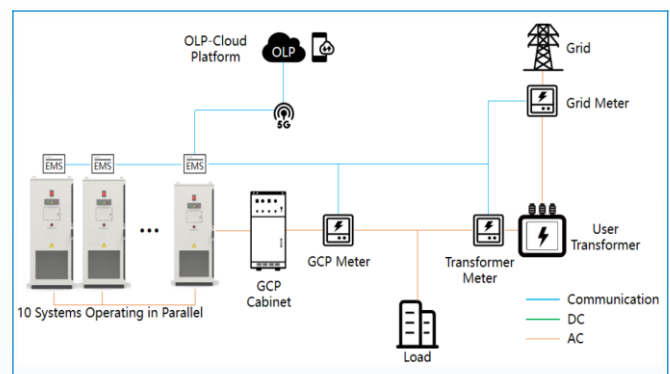 OLP-Cloud
Platform
OLP
5G
Grid
Grid Meter
EMS
EMS
EMS
...
GCP
Cabinet
GCP Meter
Transformer
Meter
User
Transformer
10 Systems Operating in Parallel
Load
Communication
DC
AC